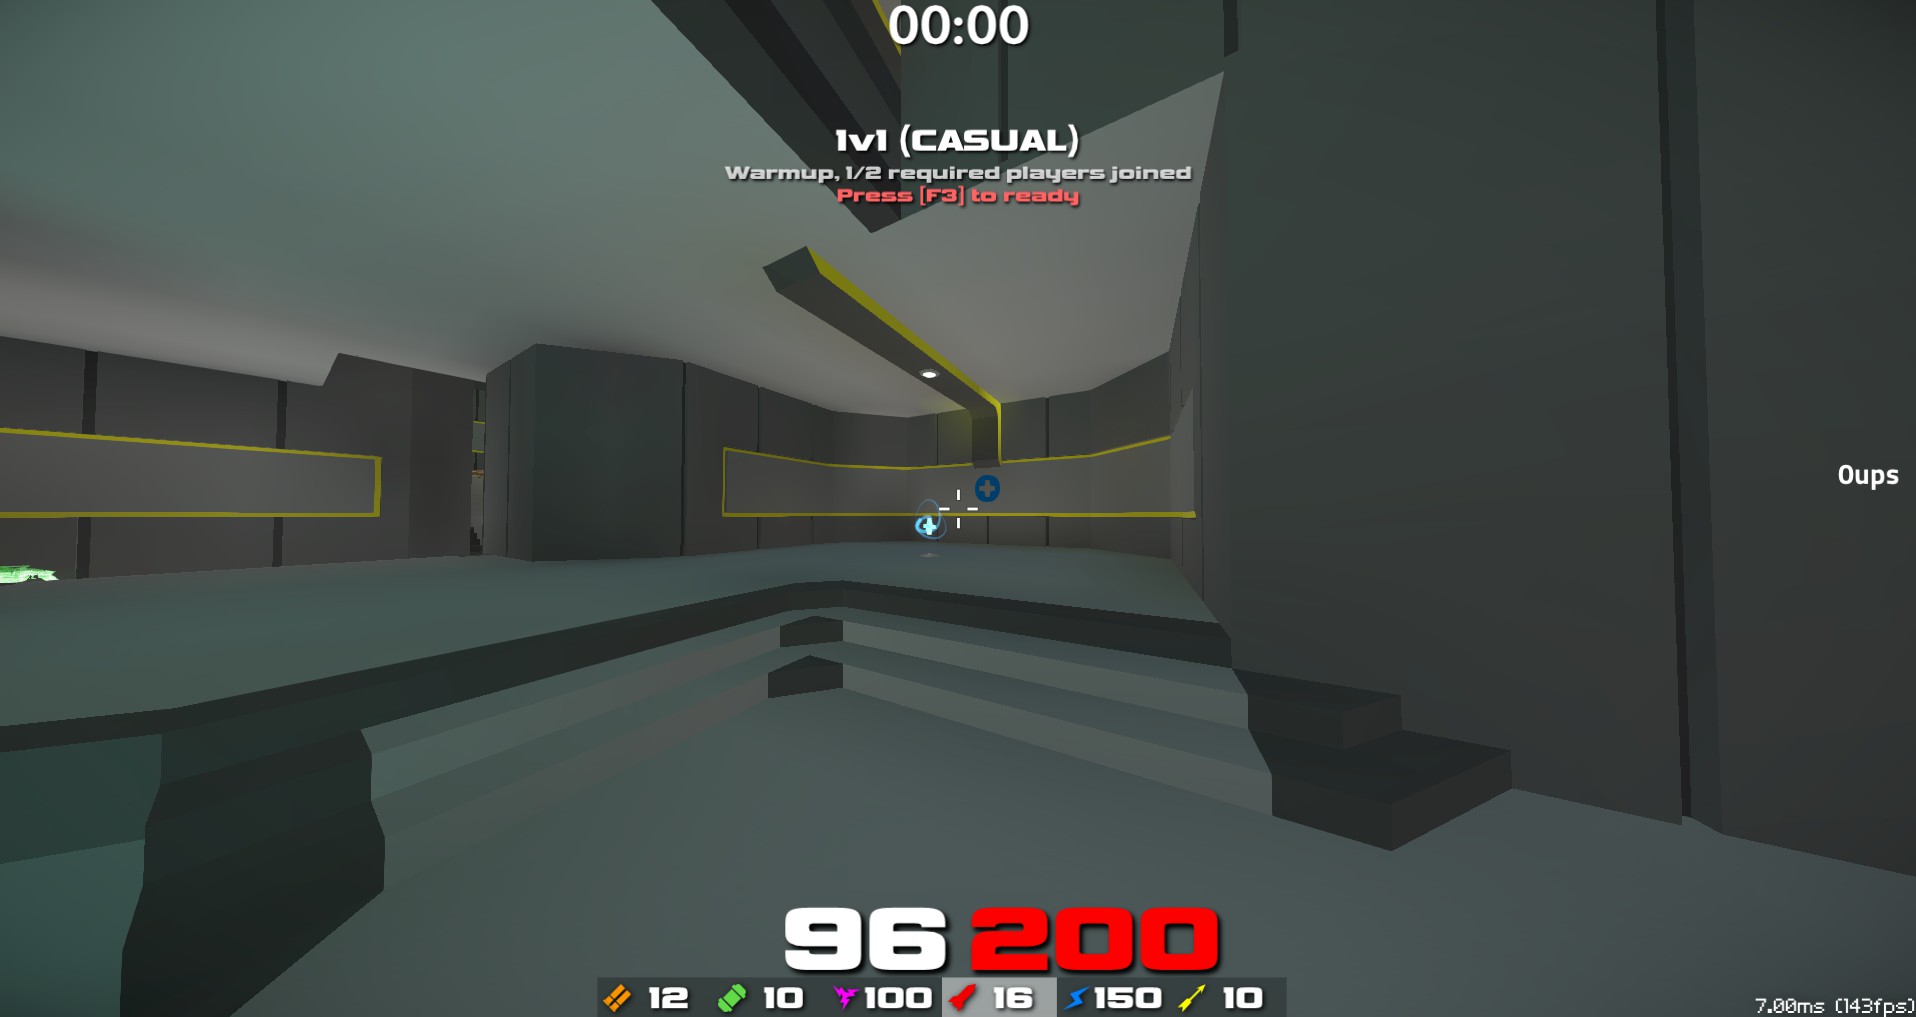 00:00
1v1 (CASUAL)
Warmup, 1/2 required players joined
Press [F3] to ready
Oups
96 200
12 10 100 16 150 10
7.00ms (143fps)